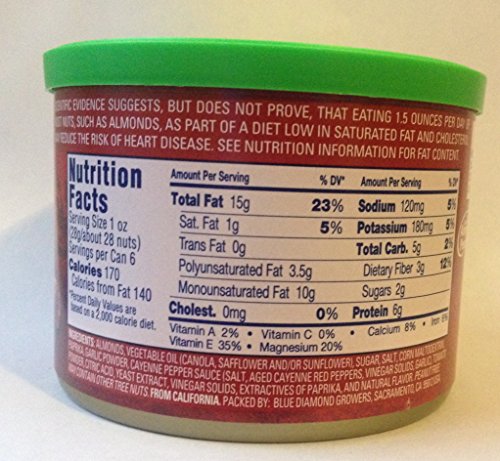 SCIENTIFIC EVIDENCE SUGGESTS, BUT DOES NOT PROVE, THAT EATING 1.5 OUNCES PER DAY
NUTS, SUCH AS ALMONDS, AS PART OF A DIET LOW IN SATURATED FAT AND CHOLESTEROL
REDUCE THE RISK OF HEART DISEASE. SEE NUTRITION INFORMATION FOR FAT CONTENT.
Nutrition
Facts
Serving Size 1 oz
(28g/about 28 nuts)
Servings per Can 6
Calories 170
Calories from Fat 140
*Percent Daily Values are
based on a 2,000 calorie diet.
Amount Per Serving % DV*
Total Fat 15g 23%
Sat. Fat 1g 5%
Trans Fat 0g
Polyunsaturated Fat 3.5g
Monounsaturated Fat 10g
Cholest. 0mg 0%
Amount Per Serving % DV*
Sodium 120mg 5%
Potassium 180mg 5%
Total Carb. 5g 2%
Dietary Fiber 3g 12%
Sugars 2g
Protein 6g
Vitamin A 2% • Vitamin C 0% • Calcium 8% • Iron 6%
Vitamin E 35% • Magnesium 20%
INGREDIENTS: ALMONDS, VEGETABLE OIL (CANOLA, SAFFLOWER AND/OR SUNFLOWER), SUGAR, SALT, CORN MALTODEXTRIN,
POWDER, GARLIC POWDER, CAYENNE PEPPER SAUCE (SALT, AGED CAYENNE RED PEPPERS, VINEGAR SOLIDS, GARLIC),
CITRIC ACID, YEAST EXTRACT, VINEGAR SOLIDS, EXTRACTIVES OF PAPRIKA, AND NATURAL FLAVOR.
MAY CONTAIN OTHER TREE NUTS. FROM CALIFORNIA. PACKED BY: BLUE DIAMOND GROWERS, SACRAMENTO, CA